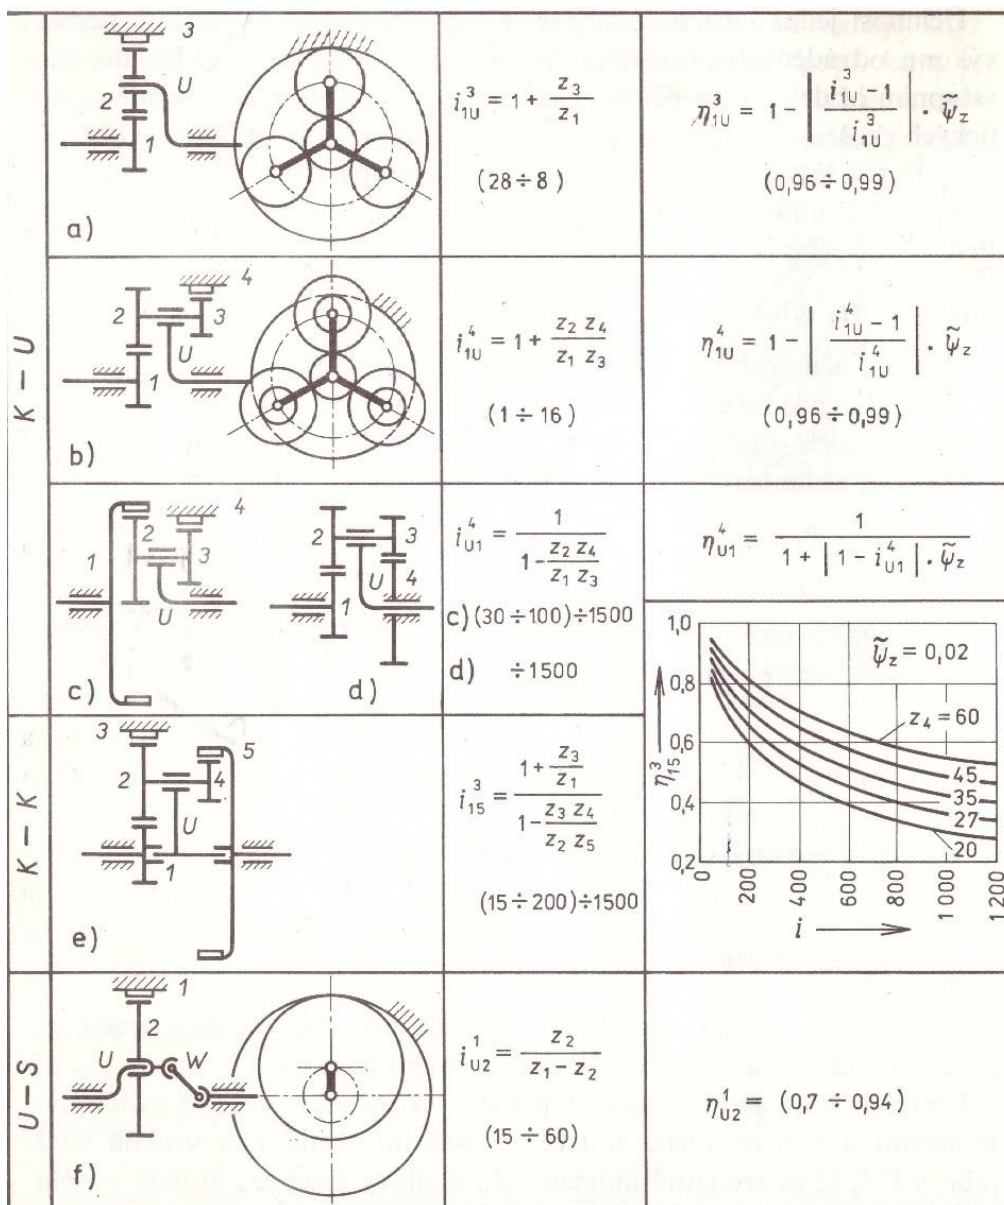 3
2
U
1
a)
i³₁U = 1 + z₃/z₁
(28 ÷ 8)
η³₁U = 1 - | (i³₁U - 1)/i³₁U | . ψ̃z
(0,96 ÷ 0,99)
K - U
4
2
3
U
1
b)
i⁴₁U = 1 + z₂ z₄/z₁ z₃
(1 ÷ 16)
η⁴₁U = 1 - | (i⁴₁U - 1)/i⁴₁U | . ψ̃z
(0,96 ÷ 0,99)
4
1
2
3
U
c)
2
3
U
4
1
d)
i⁴U1 = 1/(1 - z₂ z₄/z₁ z₃)
c) (30 ÷ 100) ÷ 1500
d) ÷ 1500
η⁴U1 = 1/(1 + | 1 - i⁴U1 | . ψ̃z)
1,0
0,8
0,6
0,4
0,2
η³₁₅
ψ̃z = 0,02
z₄ = 60
45
35
27
20
0
200
400
600
800
1 000
1 200
i
K - K
3
5
2
4
U
1
e)
i³₁₅ = (1 + z₃/z₁)/(1 - z₃ z₄/z₂ z₅)
(15 ÷ 200) ÷ 1500
U - S
1
2
U
W
f)
i¹U2 = z₂/(z₁ - z₂)
(15 ÷ 60)
η¹U2 = (0,7 ÷ 0,94)